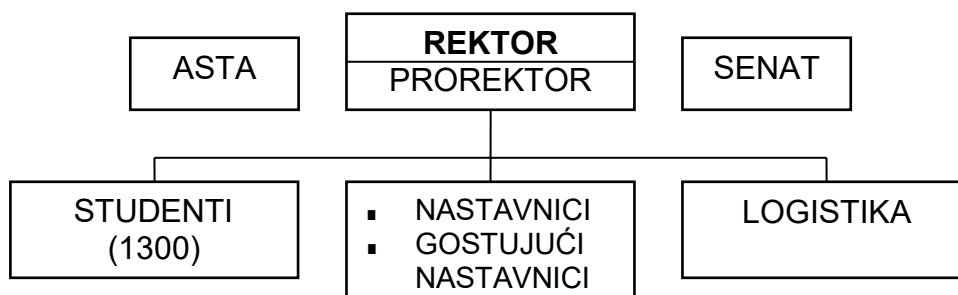 ASTA
REKTOR
PROREKTOR
SENAT
STUDENTI
(1300)
▪ NASTAVNICI
▪ GOSTUJUĆI
NASTAVNICI
LOGISTIKA